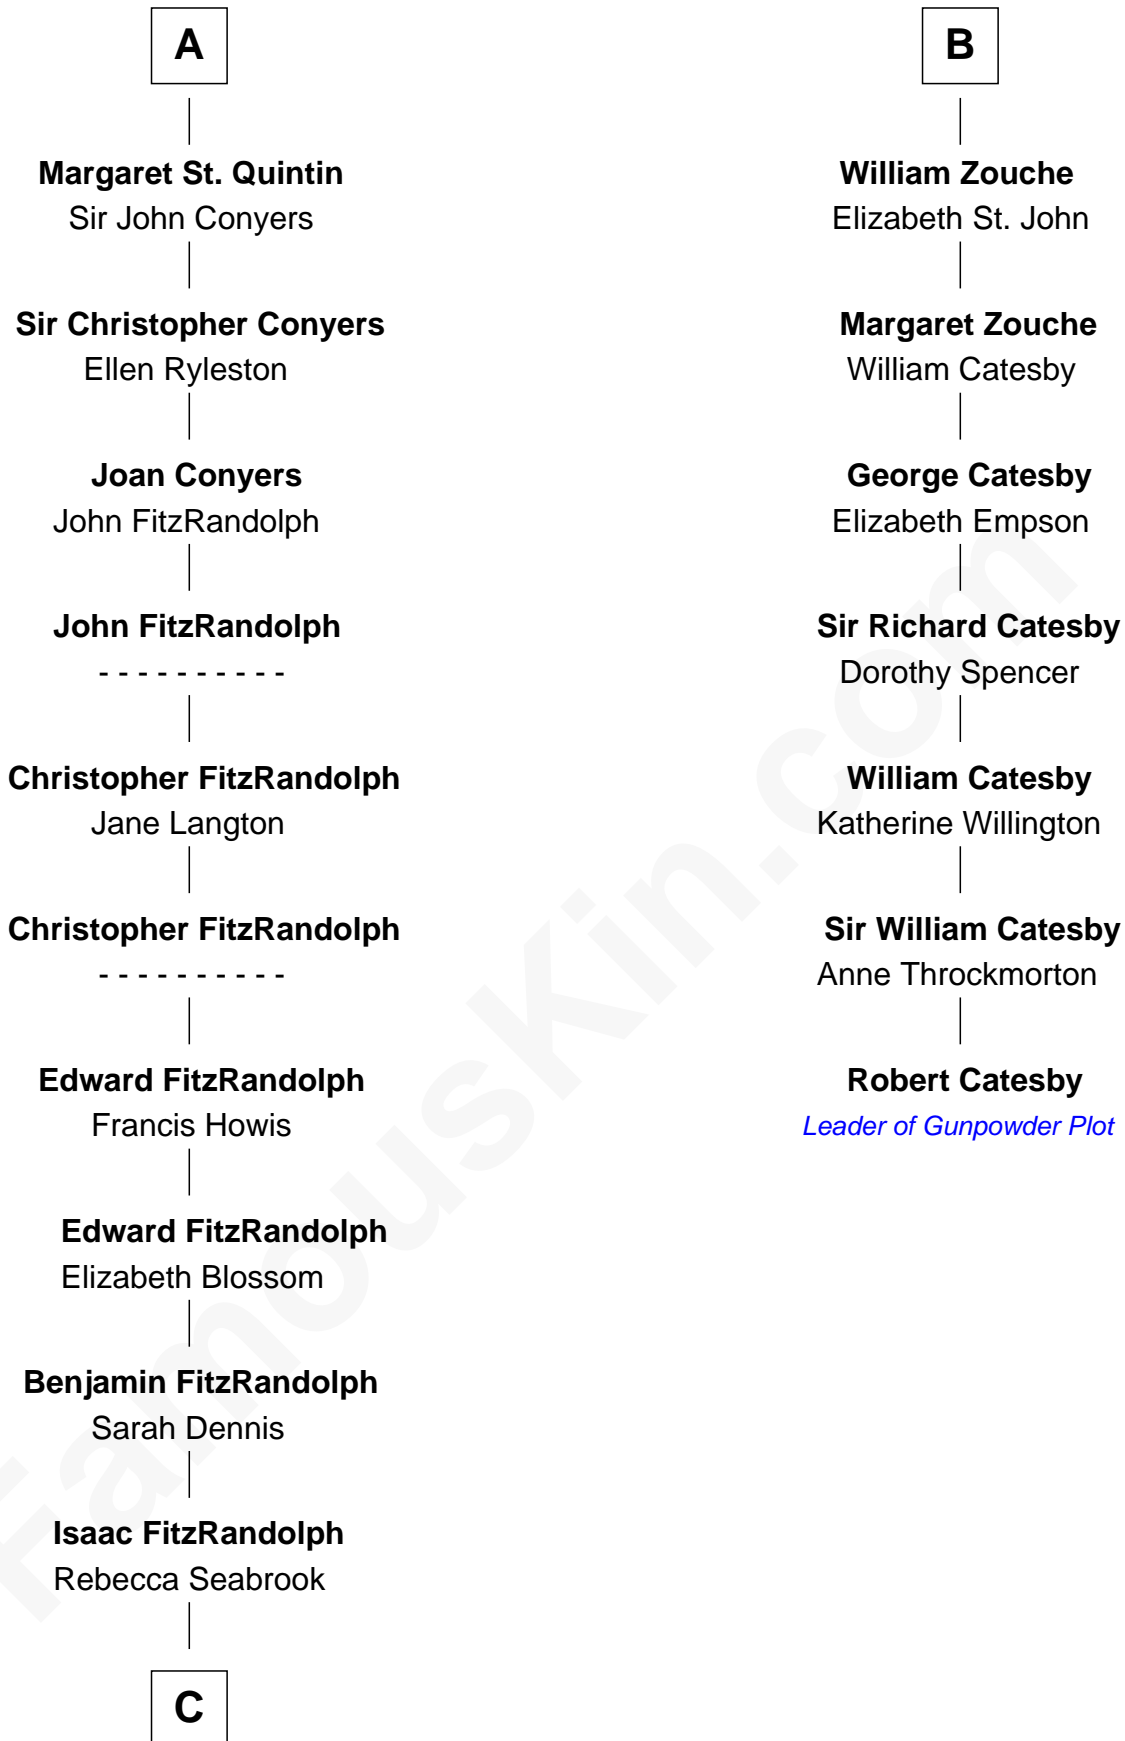 A
Margaret St. Quintin
Sir John Conyers
Sir Christopher Conyers
Ellen Ryleston
Joan Conyers
John FitzRandolph
John FitzRandolph
- - - - - - - - - -
Christopher FitzRandolph
Jane Langton
Christopher FitzRandolph
- - - - - - - - - -
Edward FitzRandolph
Francis Howis
Edward FitzRandolph
Elizabeth Blossom
Benjamin FitzRandolph
Sarah Dennis
Isaac FitzRandolph
Rebecca Seabrook
C
B
William Zouche
Elizabeth St. John
Margaret Zouche
William Catesby
George Catesby
Elizabeth Empson
Sir Richard Catesby
Dorothy Spencer
William Catesby
Katherine Willington
Sir William Catesby
Anne Throckmorton
Robert Catesby
Leader of Gunpowder Plot
FamousKin.com